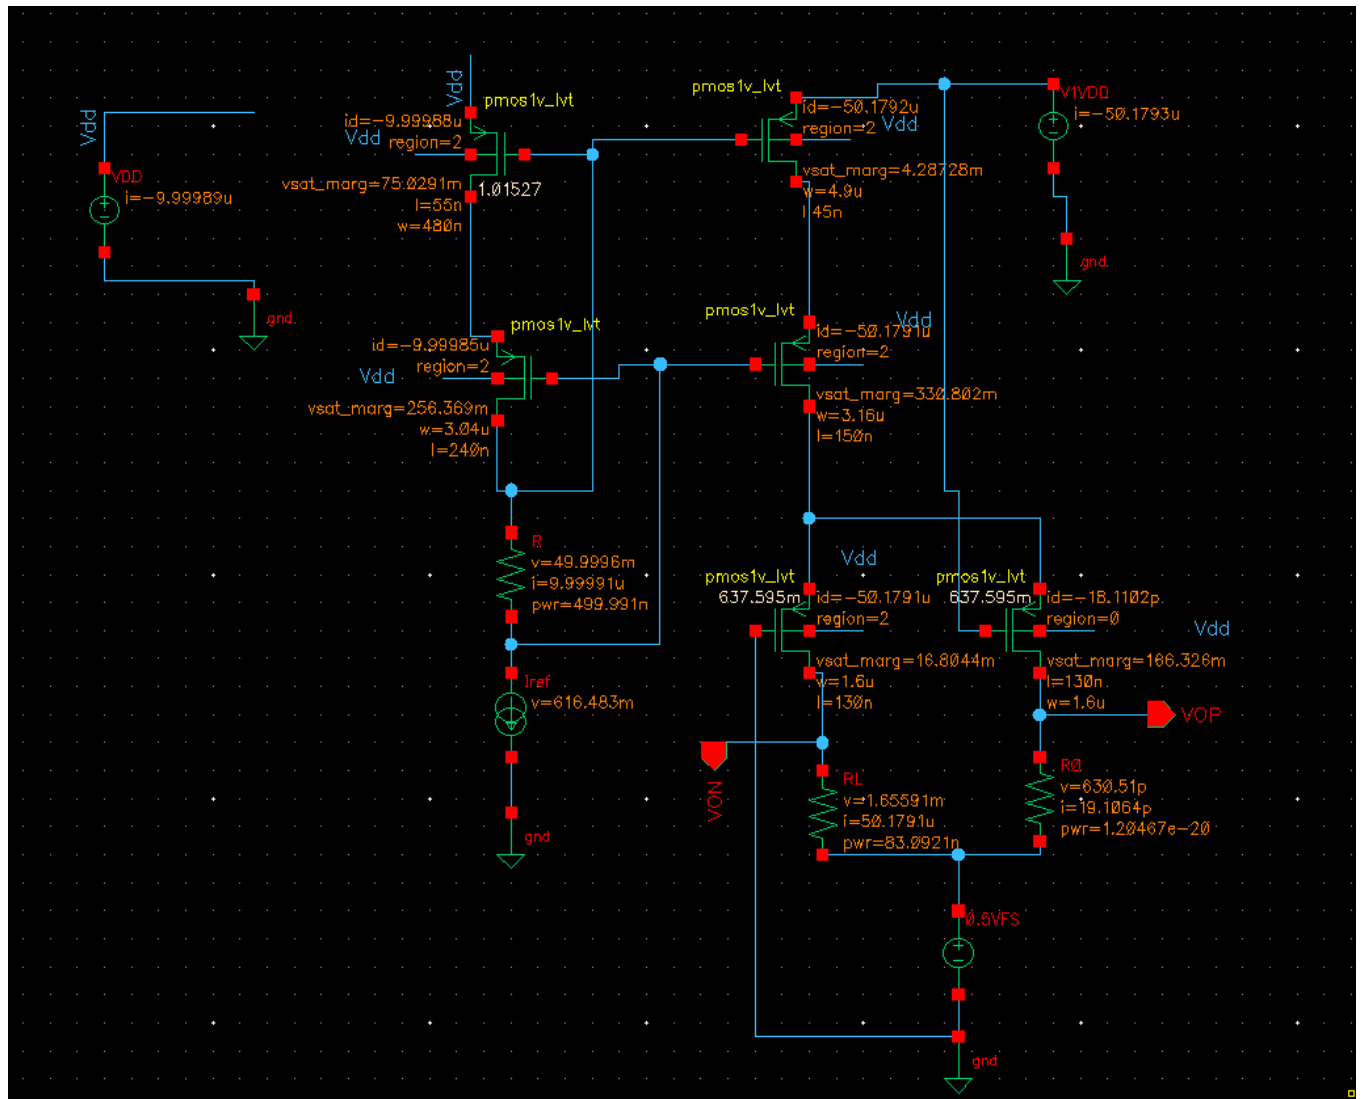 Vdd
VDD
i=-9.99989u
gnd
Vdd
pmos1v_lvt
id=-9.99988u
Vdd
region=2
vsat_marg=75.0291m
1.01527
l=55n
w=480n
pmos1v_lvt
id=-50.1792u
region=2
Vdd
vsat_marg=4.28728m
w=4.9u
l=45n
V1VDD
i=-50.1793u
gnd
pmos1v_lvt
id=-9.99985u
region=2
Vdd
vsat_marg=256.369m
w=3.04u
l=240n
pmos1v_lvt
Vdd
id=-50.1791u
region=2
vsat_marg=330.802m
w=3.16u
l=150n
R
v=49.9996m
i=9.99991u
pwr=499.991n
Iref
v=616.483m
gnd
Vdd
pmos1v_lvt
637.595m
id=-50.1791u
region=2
vsat_marg=16.8044m
w=1.6u
l=130n
pmos1v_lvt
637.595m
id=-18.1102p
region=0
Vdd
vsat_marg=166.326m
l=130n
w=1.6u
VOP
VON
RL
v=1.65591m
i=50.1791u
pwr=83.0921n
R0
v=630.51p
i=19.1064p
pwr=1.20467e-20
0.5VFS
gnd